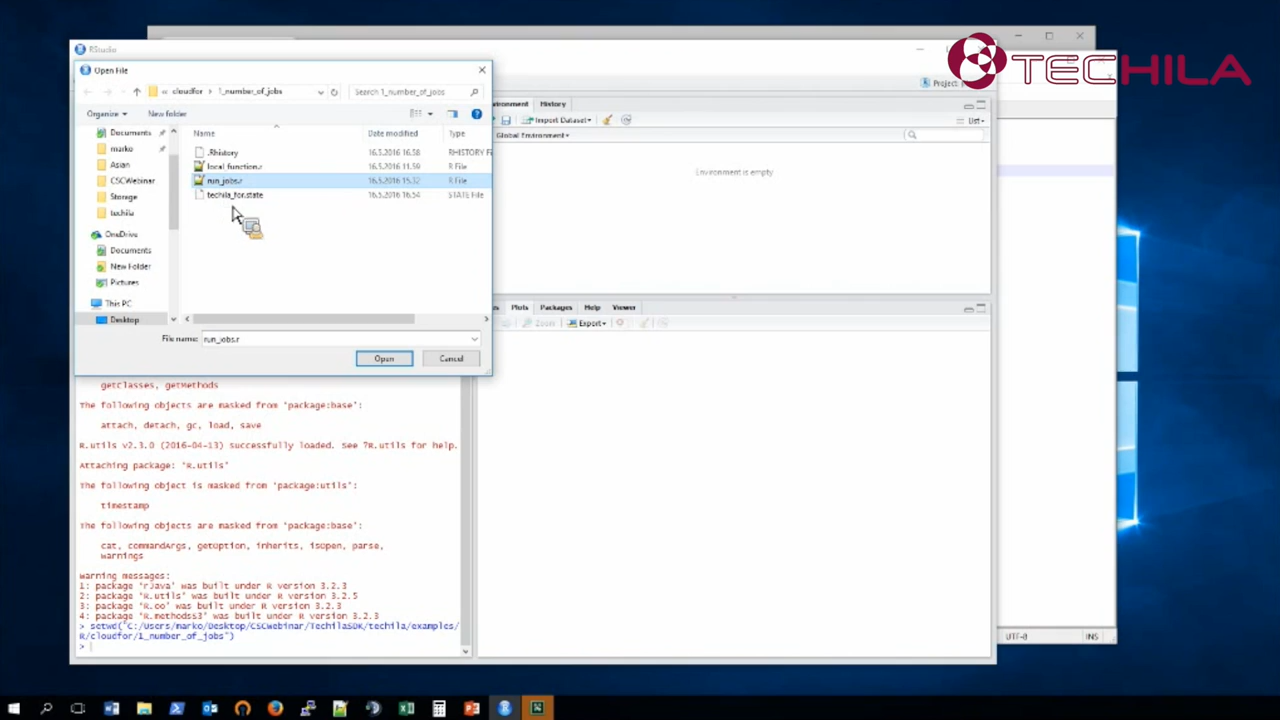 RStudio
TECHILA
Open File
cloudfor > 1_number_of_jobs
Search 1_number_of_jobs
Project:
Organize
New folder
Environment History
Import Dataset
List
Global Environment
Name Date modified Type
Documents
marko
Asian
CSCWebinar
Storage
techila
OneDrive
Documents
New Folder
Pictures
This PC
Desktop
.Rhistory 16.5.2016 16.58 RHISTORY Fi
local_function.r 16.5.2016 11.59 R File
run_jobs.r 16.5.2016 15.32 R File
techila_for.state 16.5.2016 16.54 STATE File
Environment is empty
File name: run_jobs.r
Open Cancel
Plots Packages Help Viewer
Zoom Export
getClasses, getMethods
The following objects are masked from 'package:base':
attach, detach, gc, load, save
R.utils v2.3.0 (2016-04-13) successfully loaded. See ?R.utils for help.
Attaching package: 'R.utils'
The following object is masked from 'package:utils':
timestamp
The following objects are masked from 'package:base':
cat, commandArgs, getOption, inherits, isOpen, parse,
warnings
Warning messages:
1: package 'rJava' was built under R version 3.2.3
2: package 'R.utils' was built under R version 3.2.5
3: package 'R.oo' was built under R version 3.2.3
4: package 'R.methodsS3' was built under R version 3.2.3
> setwd("C:/Users/marko/Desktop/CSCWebinar/TechilaSDK/techila/examples/
R/cloudfor/1_number_of_jobs")
>
UTF-8 INS